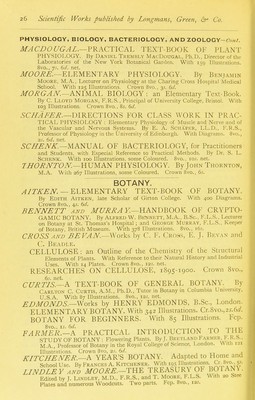 26 Scientific Works published by Longmans, Green, & Co.
PHYSIOLOGY, BIOLOGY, BACTERIOLOGY, AND ZOOLOGY—Cont.
MACDOUGAL.—PRACTICAL TEXT-BOOK OF PLANT
PHYSIOLOGY. By DANIEL TREMBLY MACDOUGAL, Ph.D., Director of the
Laboratories of the New York Botanical Garden. With 159 Illustrations.
8vo., 7s. 6d. net.
MOORE.—ELEMENTARY PHYSIOLOGY. By BENJAMIN
MOORE, M.A., Lecturer on Physiology at the Charing Cross Hospital Medical
School. With 125 Illustrations. Crown 8vo., 3s. 6d.
MORGAN.—ANIMAL BIOLOGY: an Elementary Text-Book.
By C. LLOYD MORGAN, F.R.S., Principal of University College, Bristol. With
103 Illustrations. Crown 8vo., 8s. 6d.
SCHÄFER.—DIRECTIONS FOR CLASS WORK IN PRAC-
TICAL PHYSIOLOGY: Elementary Physiology of Muscle and Nerve and of
the Vascular and Nervous Systems. By E. A. SCHÄFER, LL.D., F.R.S.,
Professor of Physiology in the University of Edinburgh. With Diagrams. 8vo.,
3s. 6d. net.
SCHENK.—MANUAL OF BACTERIOLOGY, for Practitioners
and Students, with Especial Reference to Practical Methods. By Dr. S. L.
SCHENK. With 100 Illustrations, some Coloured. 8vo., 10s. net.
THORNTON.—HUMAN PHYSIOLOGY. By JOHN THORNTON,
M.A. With 267 Illustrations, some Coloured. Crown 8vo., 6s.
BOTANY.
AITKEN.—ELEMENTARY TEXT-BOOK OF BOTANY.
By EDITH AITKEN, late Scholar of Girton College. With 400 Diagrams.
Crown 8vo., 4s. 6d.
BENNETT AND MURRAY.—HANDBOOK OF CRYPTO-
GAMIC BOTANY. By ALFRED W. BENNETT, M.A., B.Sc., F.L.S., Lecturer
on Botany at St. Thomas's Hospital; and GEORGE MURRAY, F.L.S., Keeper
of Botany, British Museum. With 378 Illustrations. 8vo., 16s.
CROSS AND BEVAN.—Works by C. F. CROSS, E. J. BEVAN and
C. BEADLE.
CELLULOSE: an Outline of the Chemistry of the Structural
Elements of Plants. With Reference to their Natural History and Industrial
Uses. With 14 Plates. Crown 8vo., 12s. net.
RESEARCHES ON CELLULOSE, 1895-1900. Crown 8vo.,
6s. net.
CURTIS.—A TEXT-BOOK OF GENERAL BOTANY. By
CARLTON C. CURTIS, A.M., Ph.D., Tutor in Botany in Columbia University,
U.S.A. With 87 Illustrations. 8vo., 12s. net.
EDMONDS.—Works by HENRY EDMONDS, B.Sc., London.
ELEMENTARY BOTANY. With 342 Illustrations. Cr. 8vo., 2s. 6d.
BOTANY FOR BEGINNERS. With 85 Illustrations. Fcp.
8vo., 1s. 6d.
FARMER.—A PRACTICAL INTRODUCTION TO THE
STUDY OF BOTANY: Flowering Plants. By J. BRETLAND FARMER, F.R.S.,
M.A., Professor of Botany in the Royal College of Science, London. With 121
Illustrations. Crown 8vo., 2s. 6d.
KITCHENER.—A YEAR'S BOTANY. Adapted to Home and
School Use. By FRANCES A. KITCHENER. With 195 Illustrations. Cr. 8vo., 5s.
LINDLEY AND MOORE.—THE TREASURY OF BOTANY.
Edited by J. LINDLEY, M.D., F.R.S., and T. MOORE, F.L.S. With 20 Steel
Plates and numerous Woodcuts. Two parts. Fcp. 8vo., 12s.